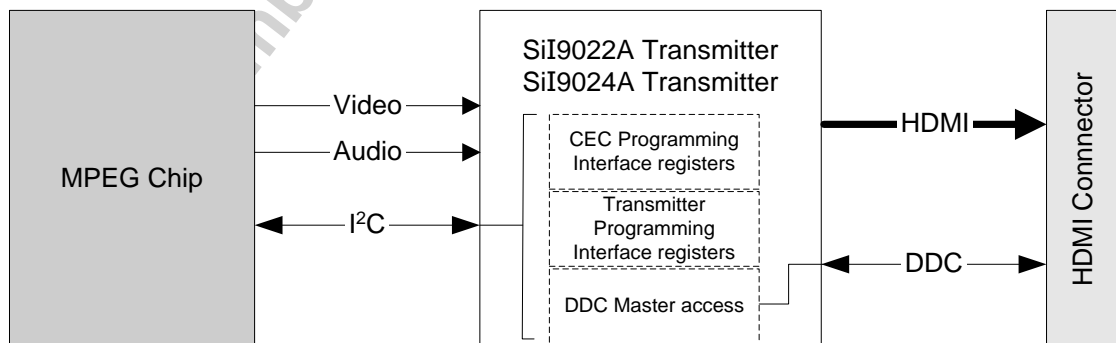 SiI9022A Transmitter
SiI9024A Transmitter
MPEG Chip
Video
Audio
I²C
CEC Programming
Interface registers
Transmitter
Programming
Interface registers
DDC Master access
HDMI
DDC
HDMI Connnector